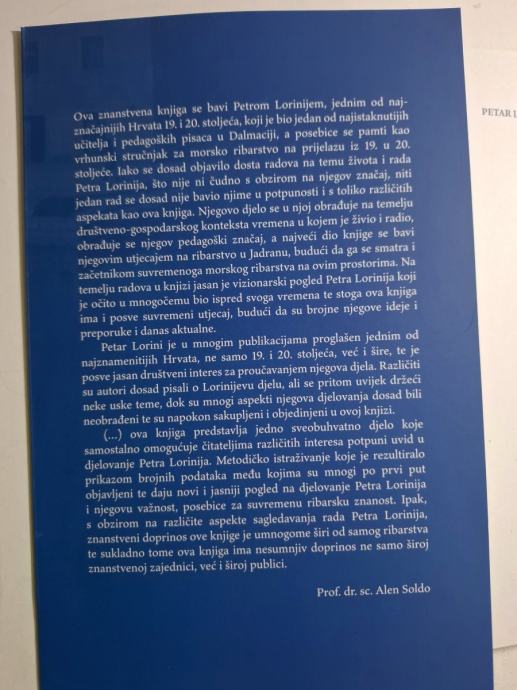 Ova znanstvena knjiga se bavi Petrom Lorinijem, jednim od naj-
značajnijih Hrvata 19. i 20. stoljeća, koji je bio jedan od najistaknutijih
učitelja i pedagoških pisaca u Dalmaciji, a posebice se pamti kao
vrhunski stručnjak za morsko ribarstvo na prijelazu iz 19. u 20.
stoljeće. Iako se dosad objavilo dosta radova na temu života i rada
Petra Lorinija, što nije ni čudno s obzirom na njegov značaj, niti
jedan rad se dosad nije bavio njime u potpunosti i s toliko različitih
aspekata kao ova knjiga. Njegovo djelo se u njoj obrađuje na temelju
društveno-gospodarskog konteksta vremena u kojem je živio i radio,
obrađuje se njegov pedagoški značaj, a najveći dio knjige se bavi
njegovim utjecajem na ribarstvo u Jadranu, budući da ga se smatra i
začetnikom suvremenoga morskog ribarstva na ovim prostorima. Na
temelju radova u knjizi jasan je vizionarski pogled Petra Lorinija koji
je očito u mnogočemu bio ispred svoga vremena te stoga ova knjiga
ima i posve suvremeni utjecaj, budući da su brojne njegove ideje i
preporuke i danas aktualne.
Petar Lorini je u mnogim publikacijama proglašen jednim od
najznamenitijih Hrvata, ne samo 19. i 20. stoljeća, već i šire, te je
posve jasan društveni interes za proučavanjem njegova djela. Različiti
su autori dosad pisali o Lorinijevu djelu, ali se pritom uvijek držeći
neke uske teme, dok su mnogi aspekti njegova djelovanja dosad bili
neobrađeni te su napokon sakupljeni i objedinjeni u ovoj knjizi.
(...) ova knjiga predstavlja jedno sveobuhvatno djelo koje
samostalno omogućuje čitateljima različitih interesa potpuni uvid u
djelovanje Petra Lorinija. Metodičko istraživanje koje je rezultiralo
prikazom brojnih podataka među kojima su mnogi po prvi put
objavljeni te daju novi i jasniji pogled na djelovanje Petra Lorinija
i njegovu važnost, posebice za suvremenu ribarsku znanost. Ipak,
s obzirom na različite aspekte sagledavanja rada Petra Lorinija,
znanstveni doprinos ove knjige je umnogome širi od samog ribarstva
te sukladno tome ova knjiga ima nesumnjiv doprinos ne samo široj
znanstvenoj zajednici, već i široj publici.
Prof. dr. sc. Alen Soldo
PETAR L